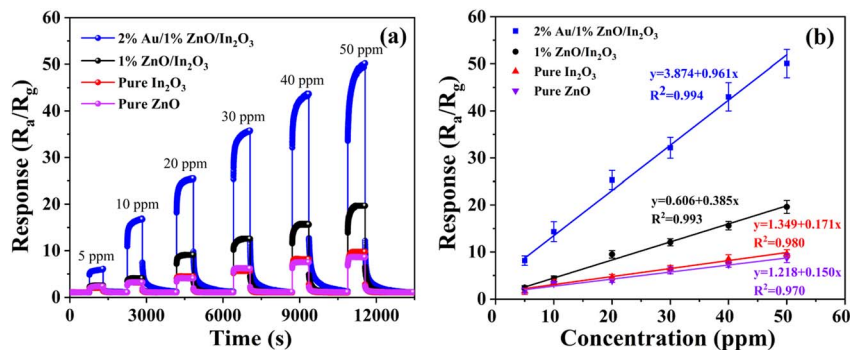 (a)
2% Au/1% ZnO/In₂O₃
1% ZnO/In₂O₃
Pure In₂O₃
Pure ZnO
5 ppm
10 ppm
20 ppm
30 ppm
40 ppm
50 ppm
Response (Rₐ/R₉)
60
50
40
30
20
10
0
0 3000 6000 9000 12000
Time (s)
(b)
2% Au/1% ZnO/In₂O₃
1% ZnO/In₂O₃
Pure In₂O₃
Pure ZnO
y=3.874+0.961x
R²=0.994
y=0.606+0.385x
R²=0.993
y=1.349+0.171x
R²=0.980
y=1.218+0.150x
R²=0.970
Response (Rₐ/R₉)
60
50
40
30
20
10
0
0 10 20 30 40 50 60
Concentration (ppm)